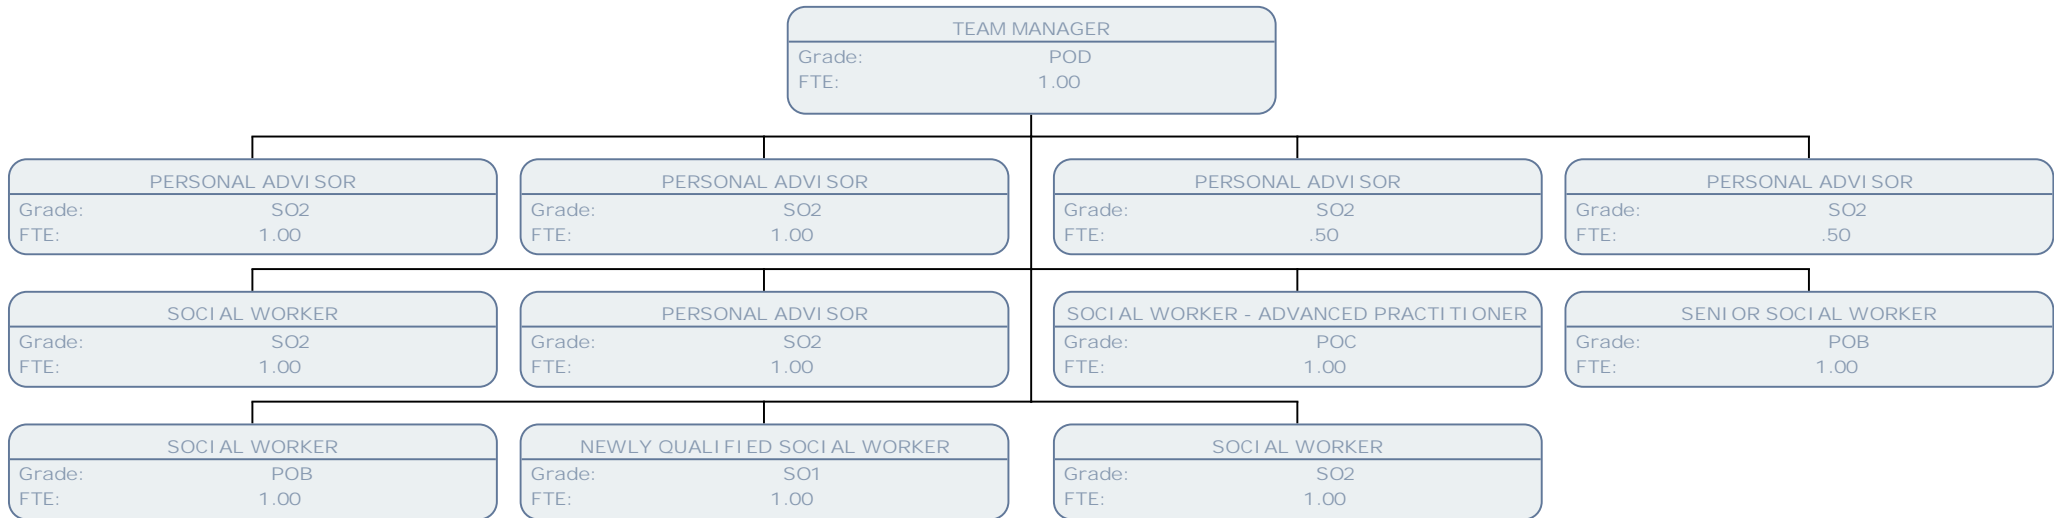 TEAM MANAGER
Grade: POD
FTE: 1.00
PERSONAL ADVISOR
Grade: SO2
FTE: 1.00
PERSONAL ADVISOR
Grade: SO2
FTE: 1.00
PERSONAL ADVISOR
Grade: SO2
FTE: .50
PERSONAL ADVISOR
Grade: SO2
FTE: .50
SOCIAL WORKER
Grade: SO2
FTE: 1.00
PERSONAL ADVISOR
Grade: SO2
FTE: 1.00
SOCIAL WORKER - ADVANCED PRACTITIONER
Grade: POC
FTE: 1.00
SENIOR SOCIAL WORKER
Grade: POB
FTE: 1.00
SOCIAL WORKER
Grade: POB
FTE: 1.00
NEWLY QUALIFIED SOCIAL WORKER
Grade: SO1
FTE: 1.00
SOCIAL WORKER
Grade: SO2
FTE: 1.00